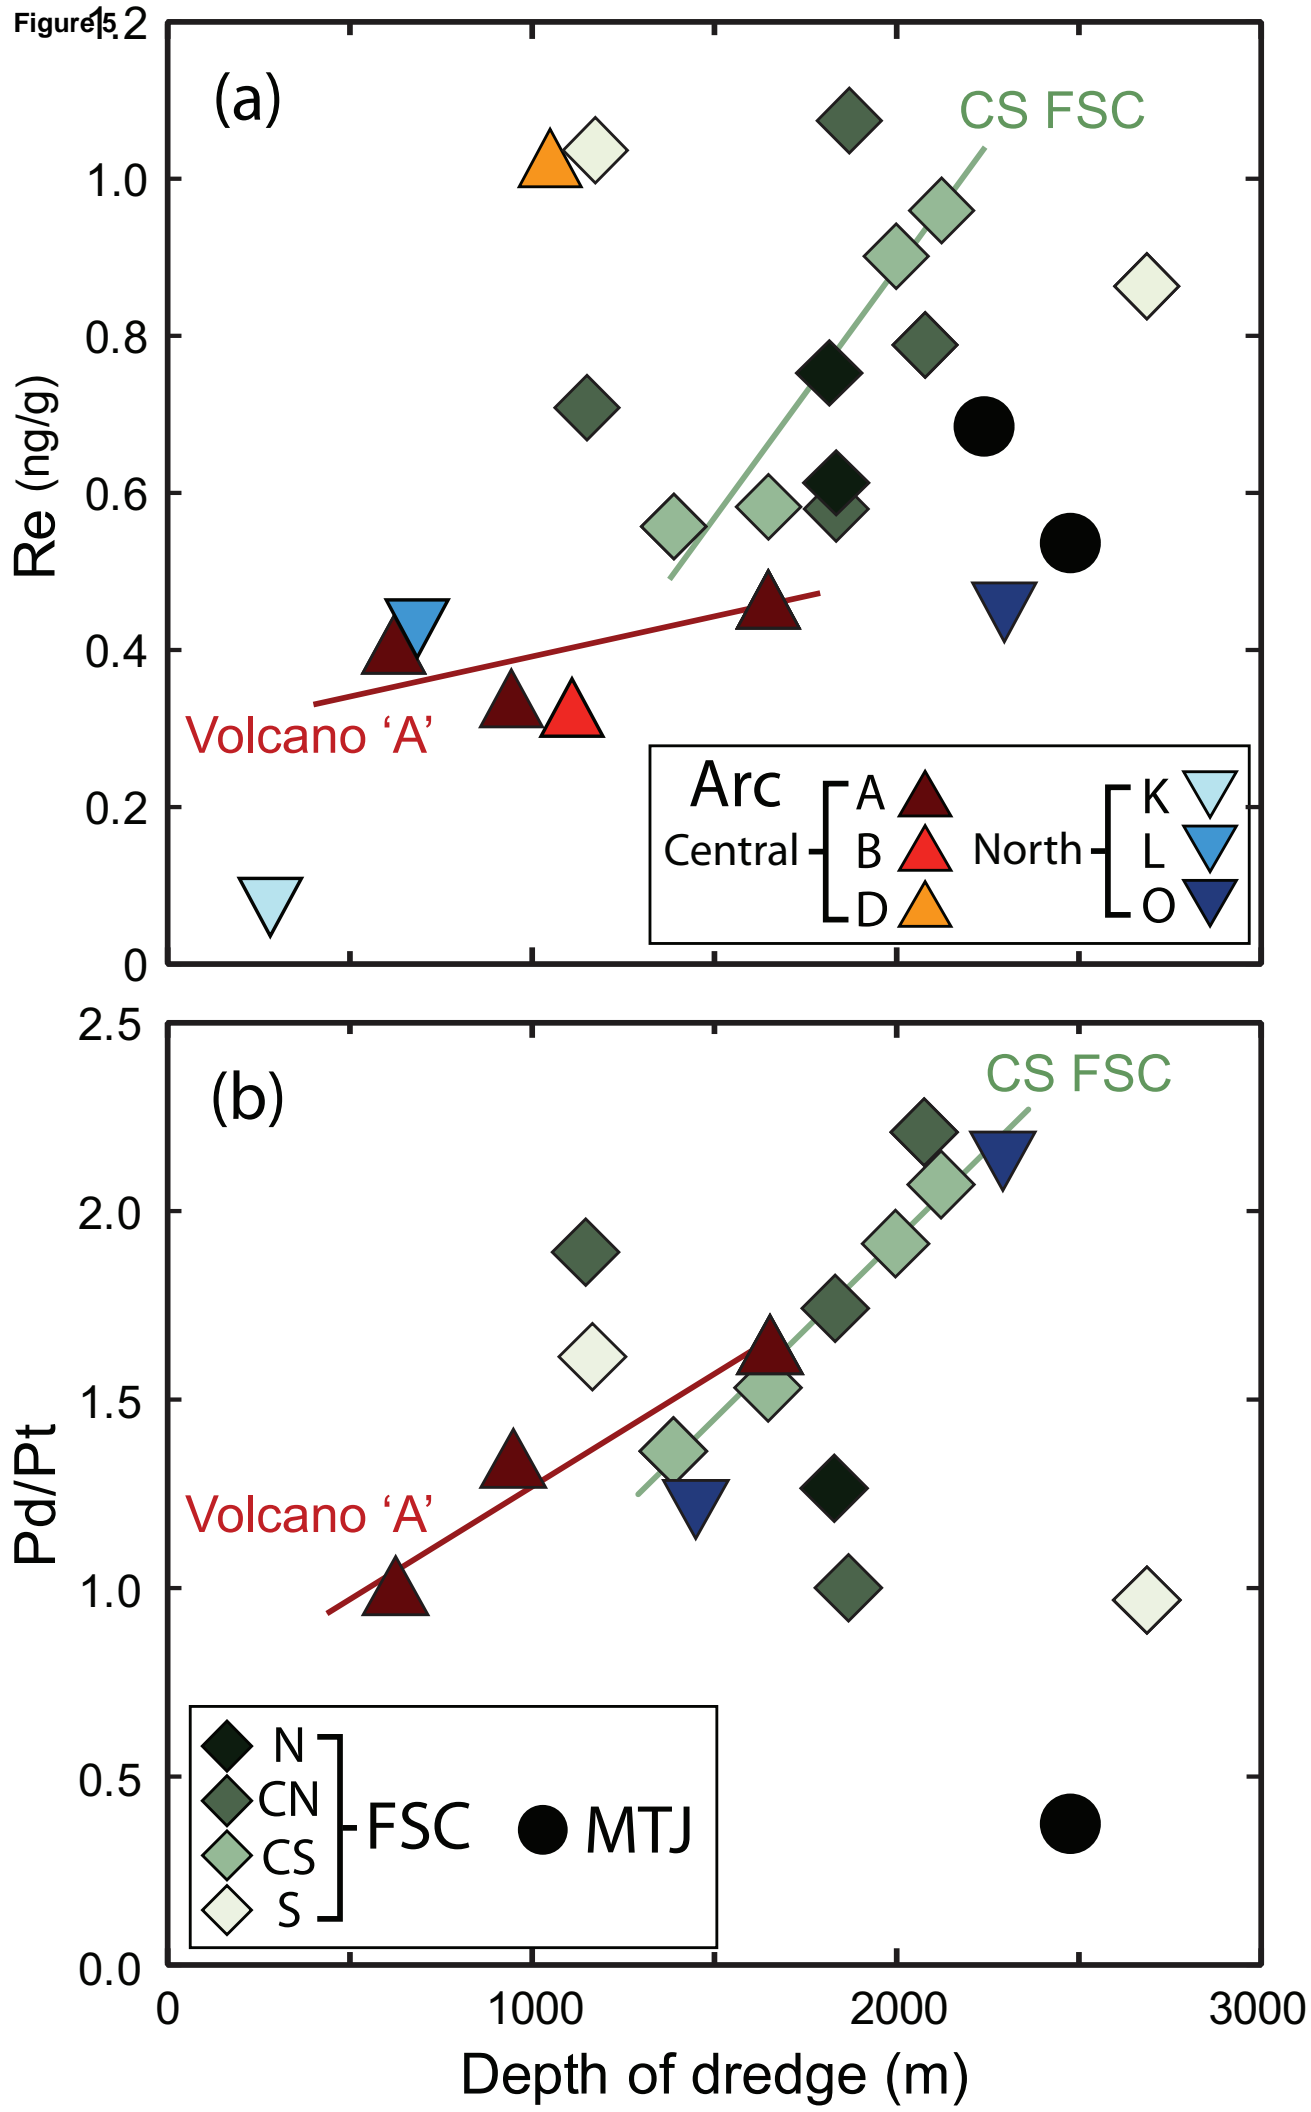 Figure 5
1.2
(a)
CS FSC
1.0
0.8
Re (ng/g)
0.6
0.4
Volcano ‘A’
0.2
0
Arc
Central
A
B
D
North
K
L
O
2.5
(b)
CS FSC
2.0
1.5
Pd/Pt
Volcano ‘A’
1.0
0.5
0.0
N
CN
CS
S
FSC
MTJ
0 1000 2000 3000
Depth of dredge (m)